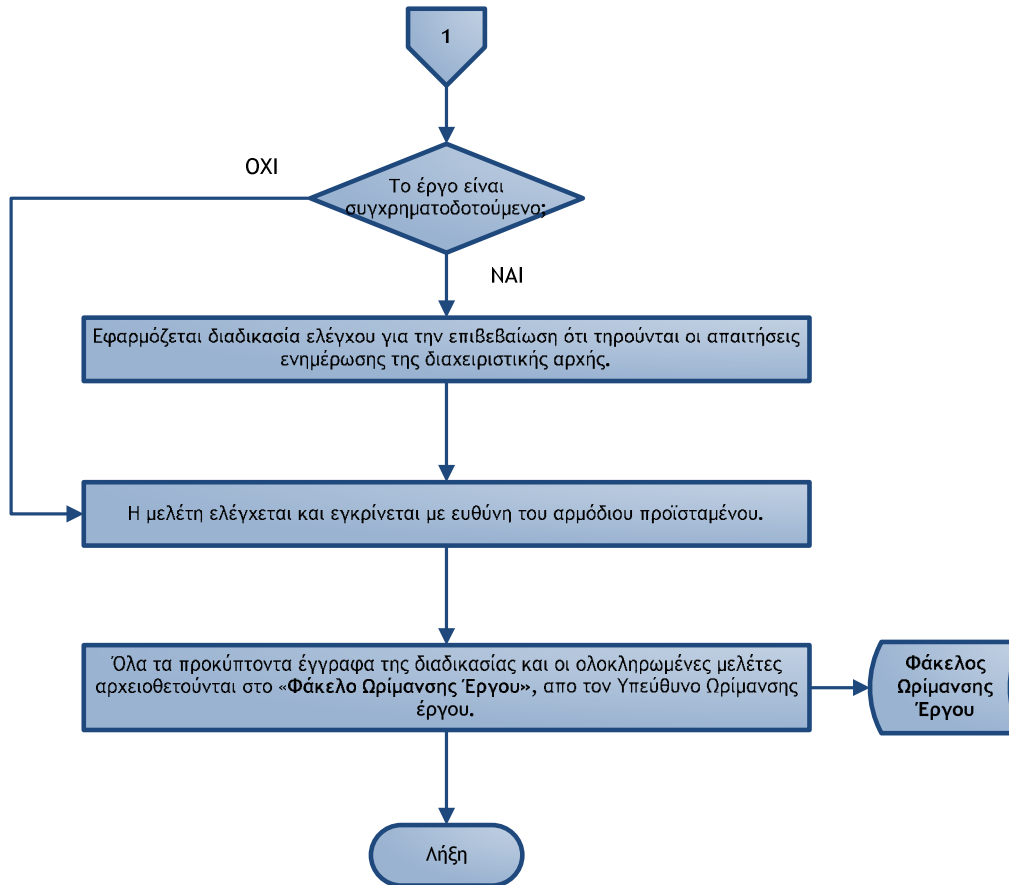 1
ΟΧΙ
Το έργο είναι
συγχρηματοδοτούμενο;
ΝΑΙ
Εφαρμόζεται διαδικασία ελέγχου για την επιβεβαίωση ότι τηρούνται οι απαιτήσεις
ενημέρωσης της διαχειριστικής αρχής.
Η μελέτη ελέγχεται και εγκρίνεται με ευθύνη του αρμόδιου προϊσταμένου.
Όλα τα προκύπτοντα έγγραφα της διαδικασίας και οι ολοκληρωμένες μελέτες
αρχειοθετούνται στο «Φάκελο Ωρίμανσης Έργου», απο τον Υπεύθυνο Ωρίμανσης
έργου.
Φάκελος
Ωρίμανσης
Έργου
Λήξη